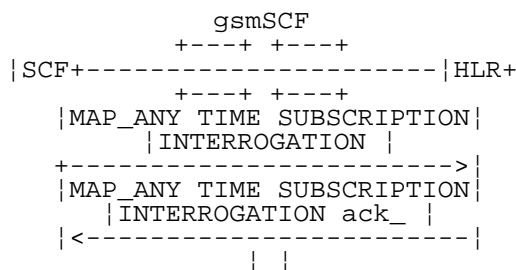 gsmSCF
+---+ +---+
¦SCF+----------------------¦HLR+
+---+ +---+
¦MAP_ANY TIME SUBSCRIPTION¦
¦INTERROGATION ¦
+------------------------>¦
¦MAP_ANY TIME SUBSCRIPTION¦
¦INTERROGATION ack_ ¦
¦<------------------------¦
¦ ¦